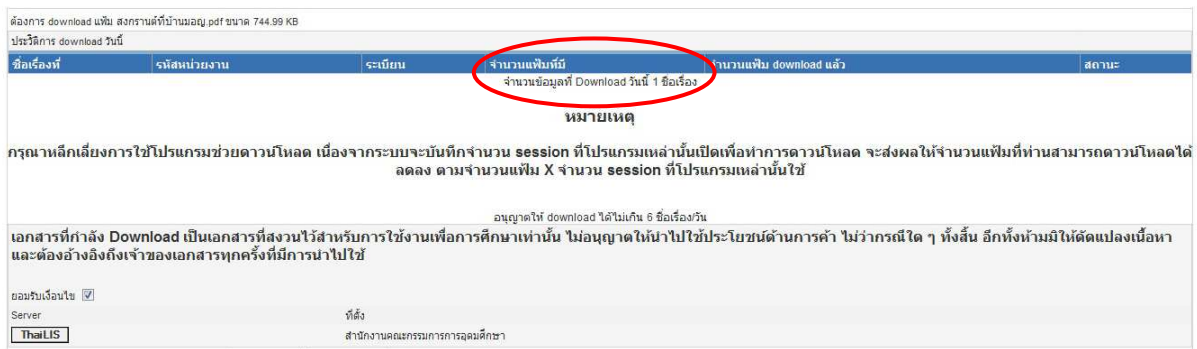 ต้องการ download แฟ้ม สงกรานต์ที่บ้านมอญ.pdf ขนาด 744.99 KB
ประวัติการ download วันนี้
ชื่อเรื่องที่ รหัสหน่วยงาน ระเบียน จำนวนแฟ้มที่มี จำนวนแฟ้ม download แล้ว สถานะ
จำนวนข้อมูลที่ Download วันนี้ 1 ชื่อเรื่อง
หมายเหตุ
กรุณาหลีกเลี่ยงการใช้โปรแกรมช่วยดาวน์โหลด เนื่องจากระบบจะบันทึกจำนวน session ที่โปรแกรมเหล่านั้นเปิดเพื่อทำการดาวน์โหลด จะส่งผลให้จำนวนแฟ้มที่ท่านสามารถดาวน์โหลดได้
ลดลง ตามจำนวนแฟ้ม X จำนวน session ที่โปรแกรมเหล่านั้นใช้
อนุญาตให้ download ได้ไม่เกิน 6 ชื่อเรื่อง/วัน
เอกสารที่กำลัง Download เป็นเอกสารที่สงวนไว้สำหรับการใช้งานเพื่อการศึกษาเท่านั้น ไม่อนุญาตให้นำไปใช้ประโยชน์ด้านการค้า ไม่ว่ากรณีใด ๆ ทั้งสิ้น อีกทั้งห้ามมิให้ดัดแปลงเนื้อหา
และต้องอ้างอิงถึงเจ้าของเอกสารทุกครั้งที่มีการนำไปใช้
ยอมรับเงื่อนไข
Server ที่ตั้ง
ThaiLIS สำนักงานคณะกรรมการการอุดมศึกษา